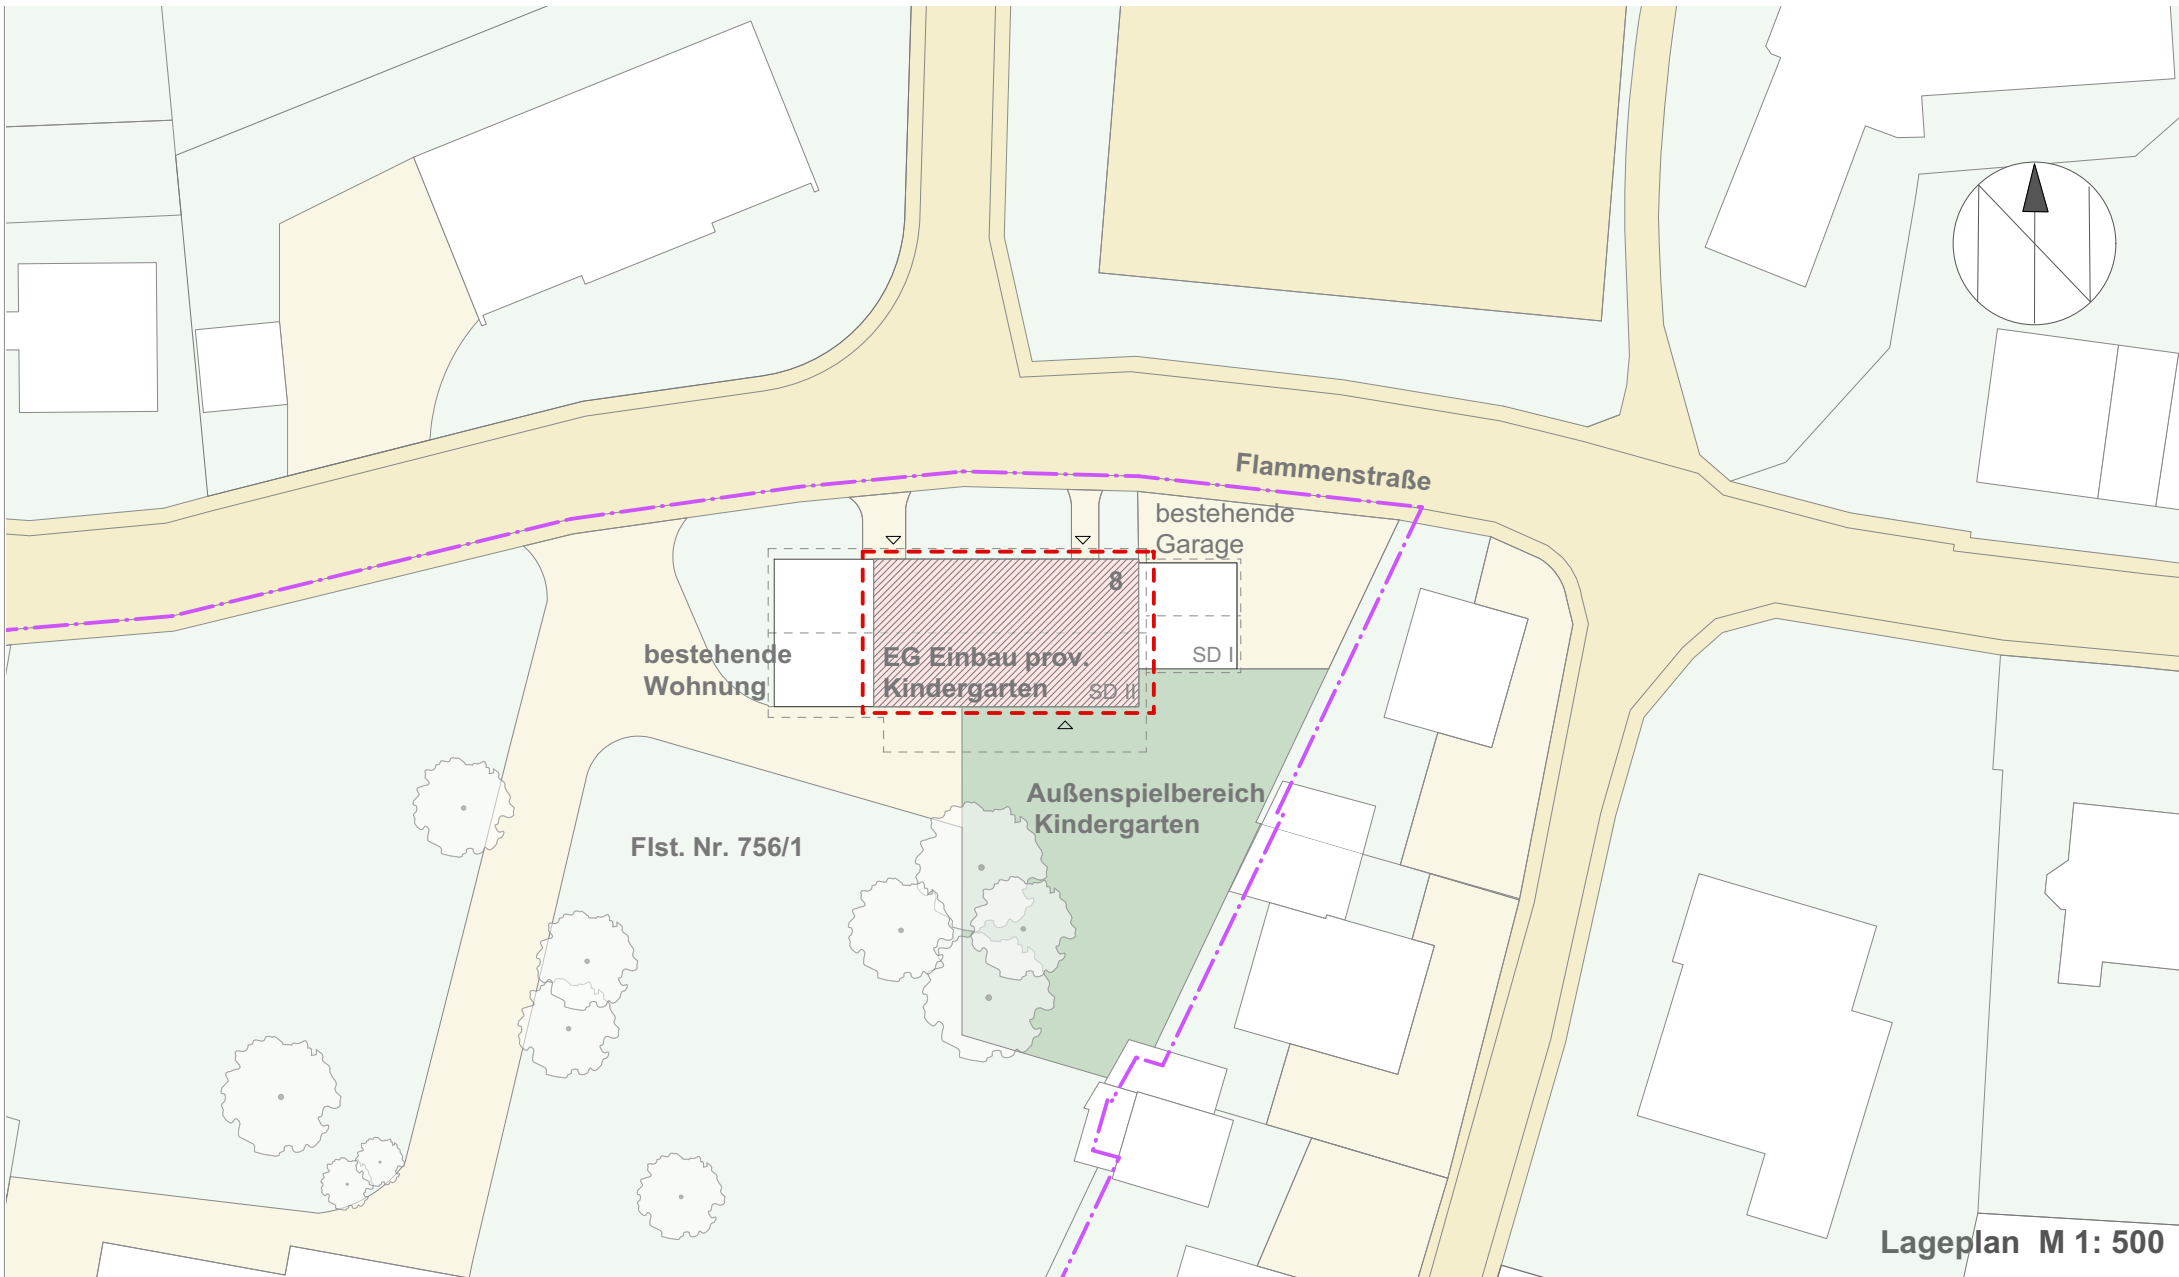 Flammenstraße
bestehende
Garage
8
bestehende
Wohnung
EG Einbau prov.
Kindergarten
SD II
SD I
Außenspielbereich
Kindergarten
Flst. Nr. 756/1
Lageplan M 1: 500